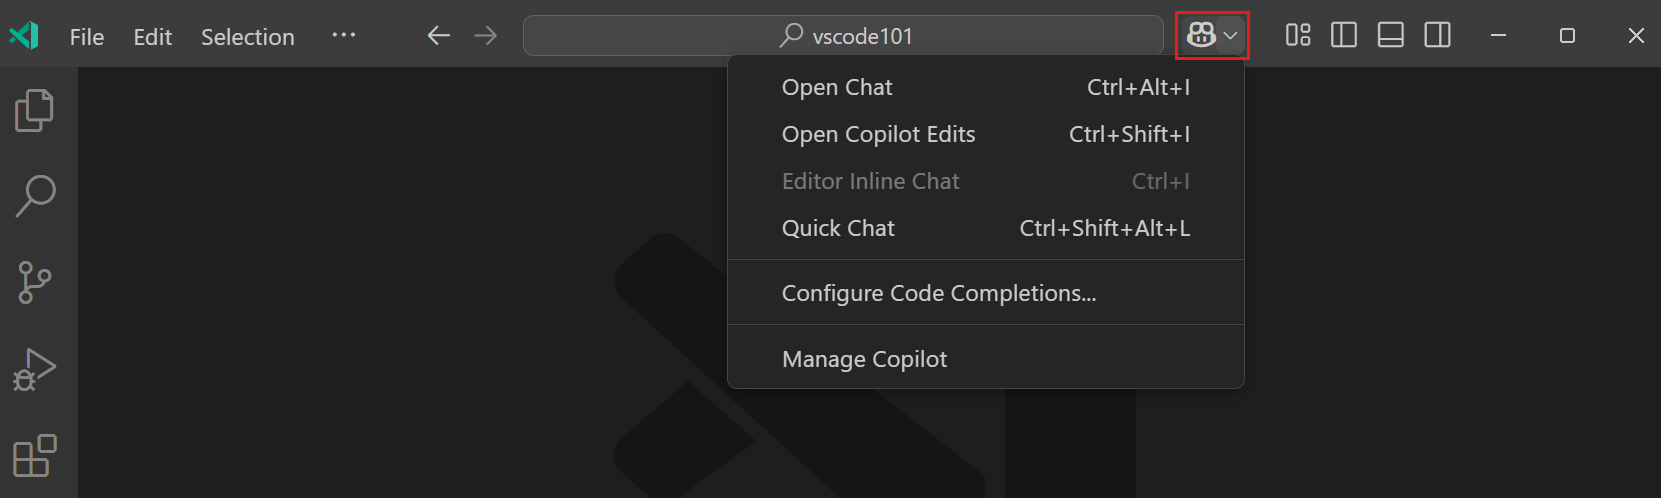 File Edit Selection ··· vscode101
Open Chat Ctrl+Alt+I
Open Copilot Edits Ctrl+Shift+I
Editor Inline Chat Ctrl+I
Quick Chat Ctrl+Shift+Alt+L
Configure Code Completions...
Manage Copilot